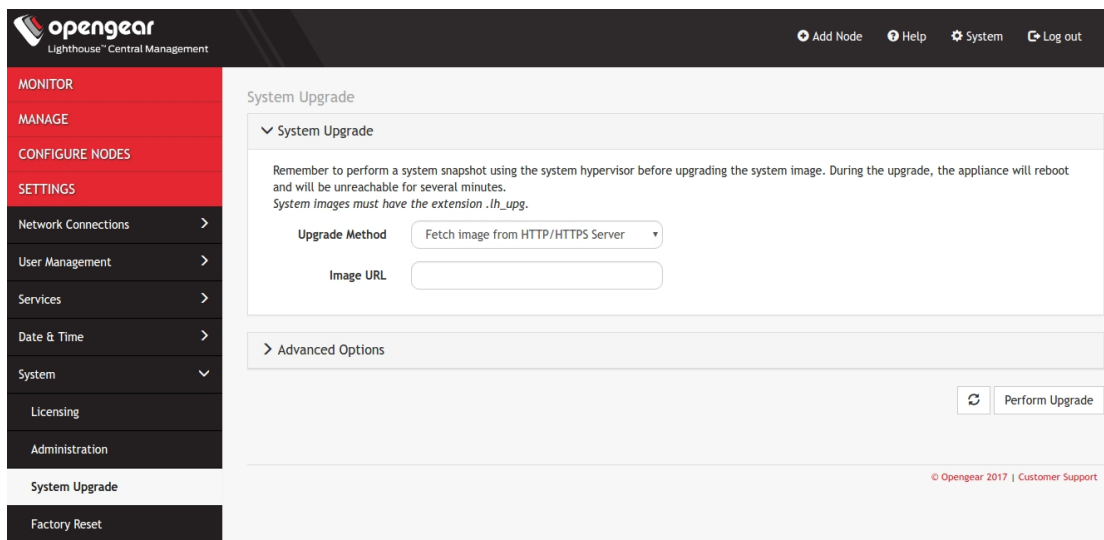 opengear
Lighthouse™ Central Management
Add Node
Help
System
Log out
MONITOR
MANAGE
CONFIGURE NODES
SETTINGS
Network Connections
User Management
Services
Date & Time
System
Licensing
Administration
System Upgrade
Factory Reset
System Upgrade
System Upgrade
Remember to perform a system snapshot using the system hypervisor before upgrading the system image. During the upgrade, the appliance will reboot
and will be unreachable for several minutes.
System images must have the extension .lh_upg.
Upgrade Method
Fetch image from HTTP/HTTPS Server
Image URL
Advanced Options
Perform Upgrade
© Opengear 2017 | Customer Support